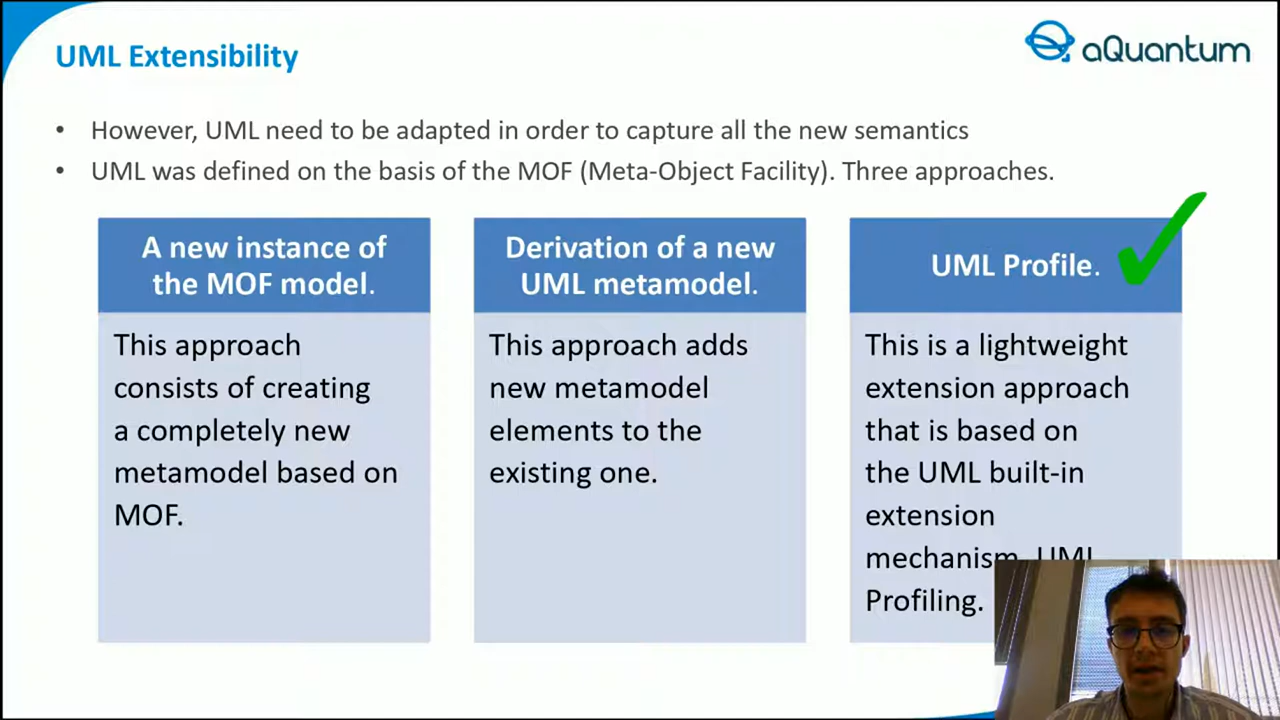 UML Extensibility
aQuantum
• However, UML need to be adapted in order to capture all the new semantics
• UML was defined on the basis of the MOF (Meta-Object Facility). Three approaches.
A new instance of
the MOF model.
This approach
consists of creating
a completely new
metamodel based on
MOF.
Derivation of a new
UML metamodel.
This approach adds
new metamodel
elements to the
existing one.
UML Profile.
This is a lightweight
extension approach
that is based on
the UML built-in
extension
mechanism, UML
Profiling.